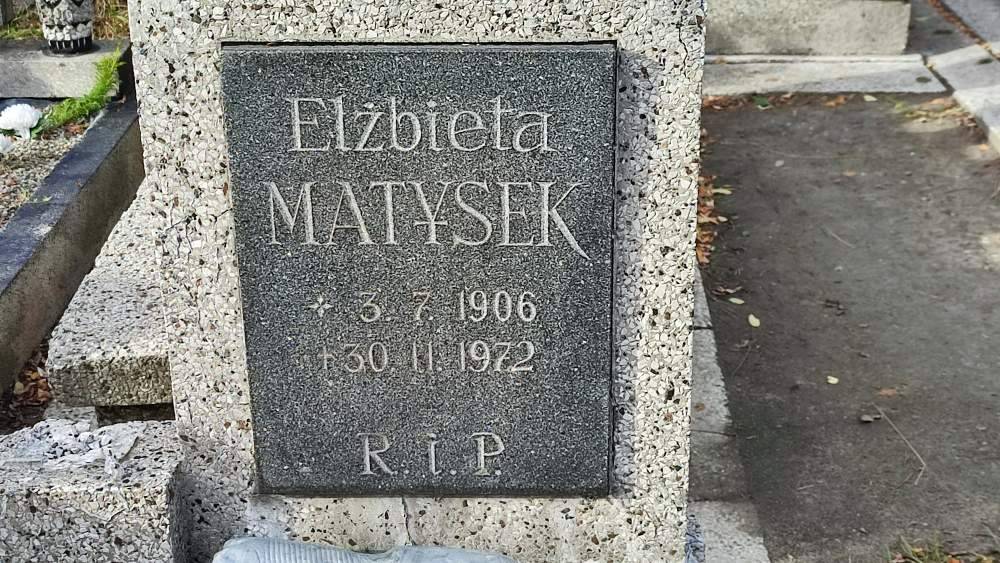 Elżbieta
MATYSEK
✧ 3. 7. 1906
†30. 11. 1972
R. i. P.